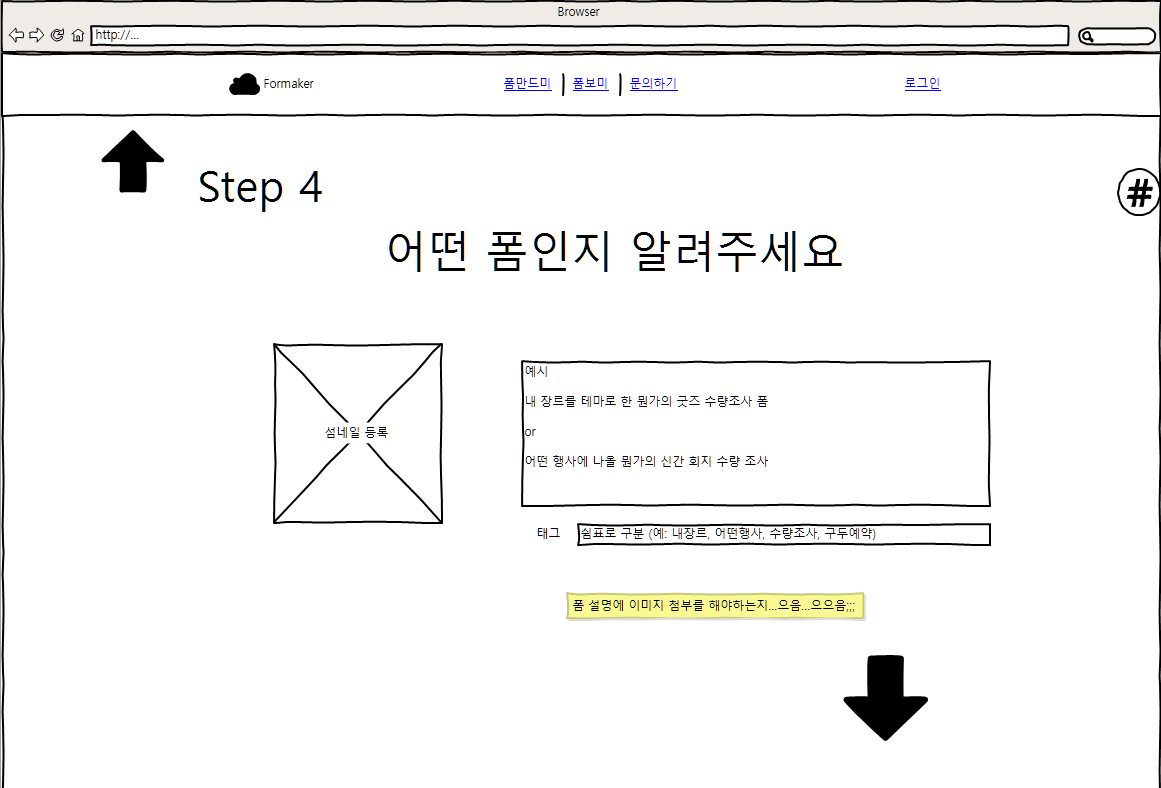 Browser
http://...
Formaker
폼만드미
폼보미
문의하기
로그인
Step 4
#
어떤 폼인지 알려주세요
섬네일 등록
예시
내 장르를 테마로 한 뭔가의 굿즈 수량조사 폼
or
어떤 행사에 나올 뭔가의 신간 회지 수량 조사
태그
쉼표로 구분 (예: 내장르, 어떤행사, 수량조사, 구두예약)
폼 설명에 이미지 첨부를 해야하는지...으음...으으음;;;